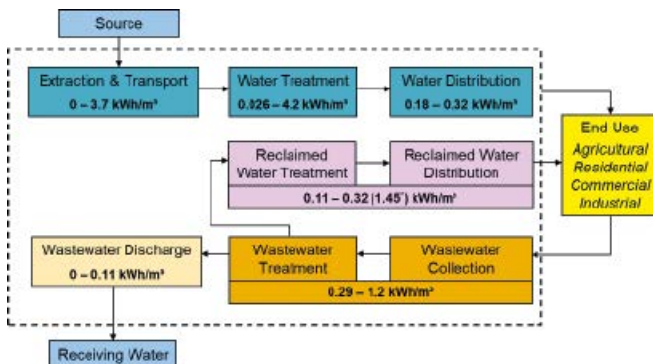 Source
Extraction & Transport
0 – 3.7 kWh/m³
Water Treatment
0.026 – 4.2 kWh/m³
Water Distribution
0.18 – 0.32 kWh/m³
End Use
Agricultural
Residential
Commercial
Industrial
Reclaimed
Water Treatment
Reclaimed Water
Distribution
0.11 – 0.32 (1.45*) kWh/m³
Wastewater Discharge
0 – 0.11 kWh/m³
Wastewater
Treatment
Wastewater
Collection
0.29 – 1.2 kWh/m³
Receiving Water